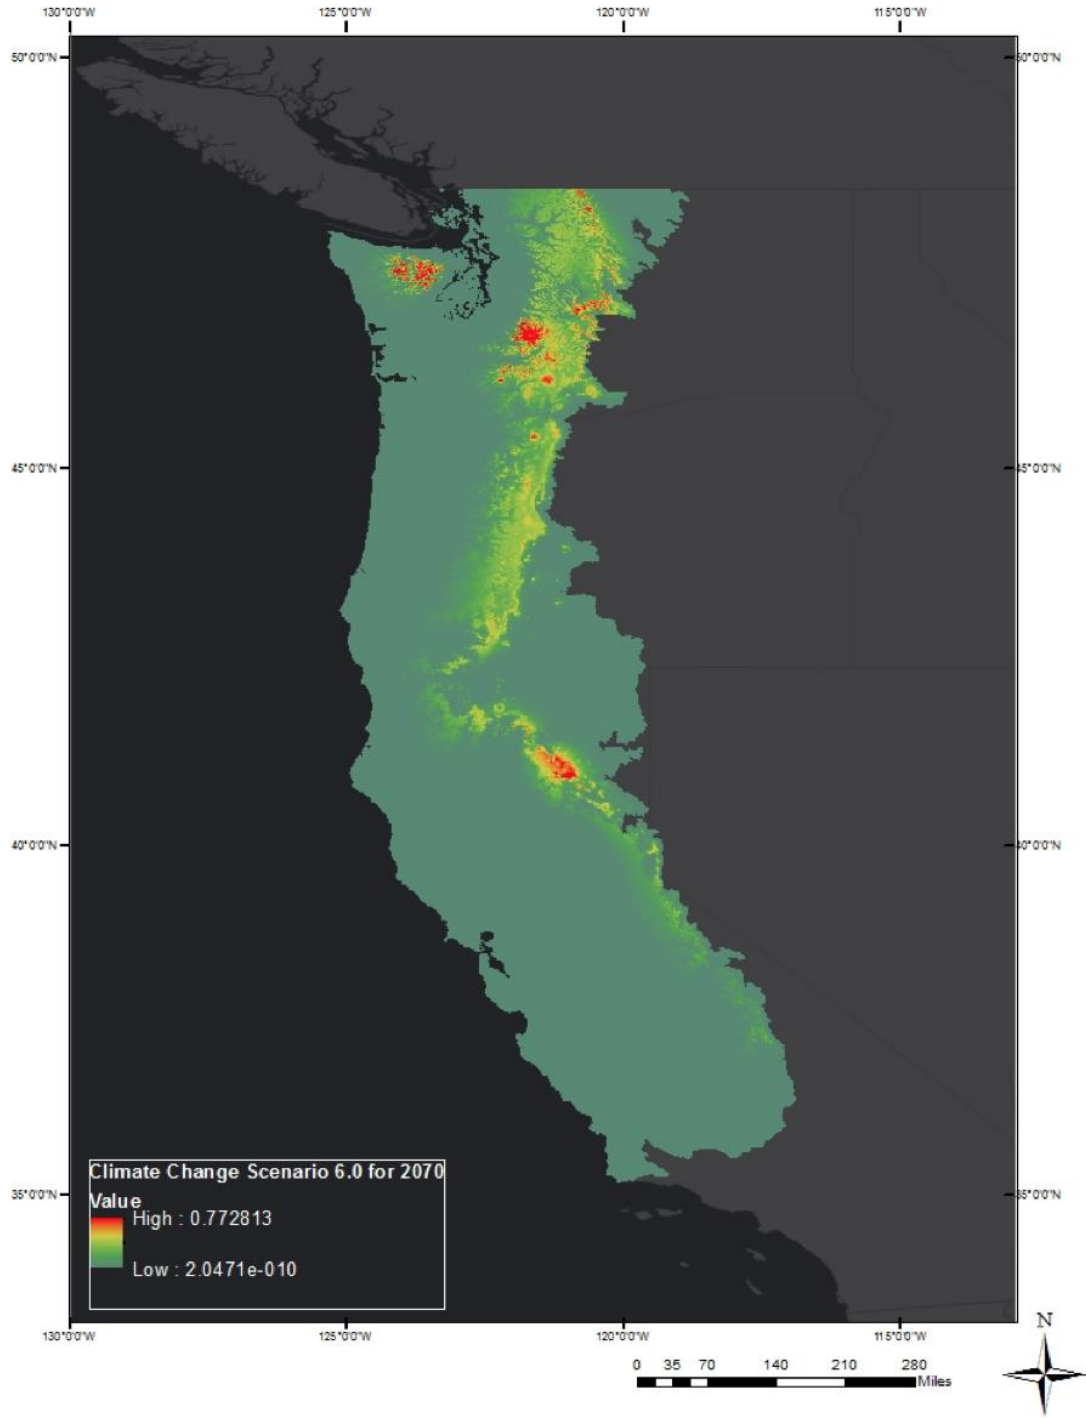 130°0'0"W 125°0'0"W 120°0'0"W 115°0'0"W
50°0'0"N 50°0'0"N
45°0'0"N 45°0'0"N
40°0'0"N 40°0'0"N
35°0'0"N 35°0'0"N
Climate Change Scenario 6.0 for 2070
Value
High : 0.772813
Low : 2.0471e-010
130°0'0"W 125°0'0"W 120°0'0"W 115°0'0"W
N
0 35 70 140 210 280
Miles